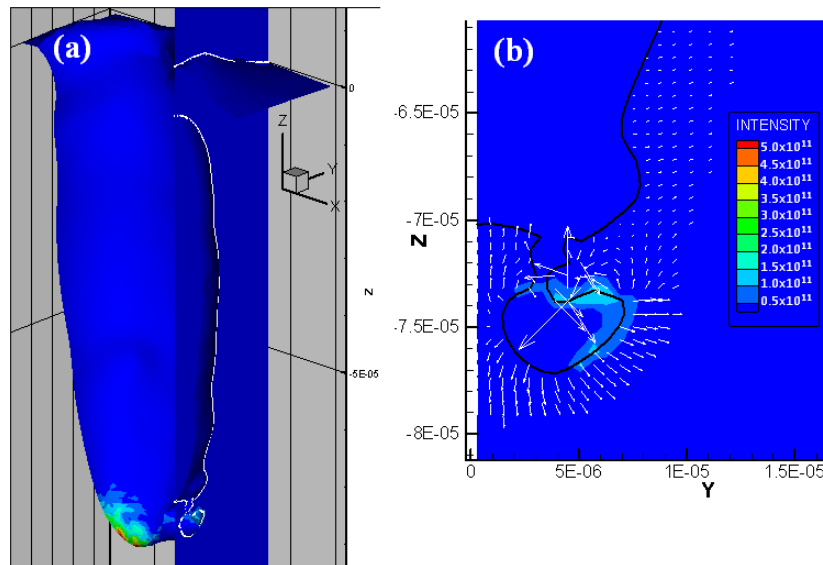 (a)
0
Z
Y
X
Z
-5E-05
(b)
-6.5E-05
-7E-05
Z
-7.5E-05
-8E-05
0
5E-06
1E-05
1.5E-05
Y
INTENSITY
5.0x10¹¹
4.5x10¹¹
4.0x10¹¹
3.5x10¹¹
3.0x10¹¹
2.5x10¹¹
2.0x10¹¹
1.5x10¹¹
1.0x10¹¹
0.5x10¹¹